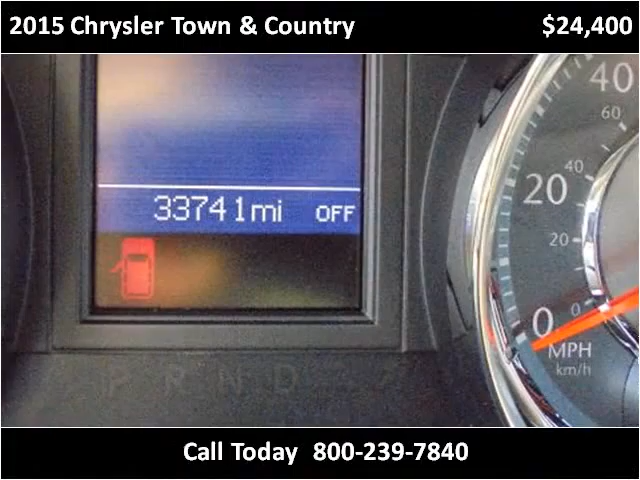 2015 Chrysler Town & Country $24,400
33741mi OFF
40
60
40
20
20
0
0
MPH
km/h
P R N D
Call Today 800-239-7840